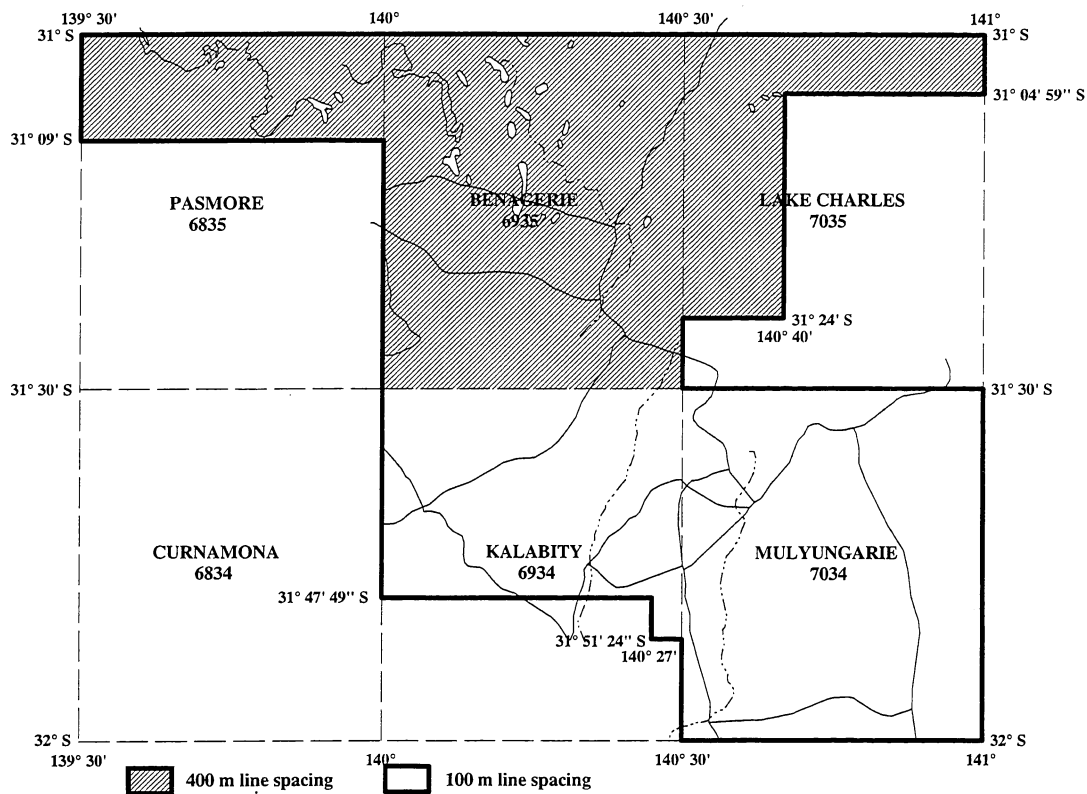 139° 30' 140° 140° 30' 141°
31° S 31° S
31° 04' 59'' S
31° 09' S
PASMORE BENAGERIE LAKE CHARLES
6835 6935 7035
31° 24' S
140° 40'
31° 30' S 31° 30' S
CURNAMONA KALABITY MULYUNGARIE
6834 6934 7034
31° 47' 49'' S
31° 51' 24'' S
140° 27'
32° S 32° S
139° 30' 140° 140° 30' 141°
400 m line spacing 100 m line spacing